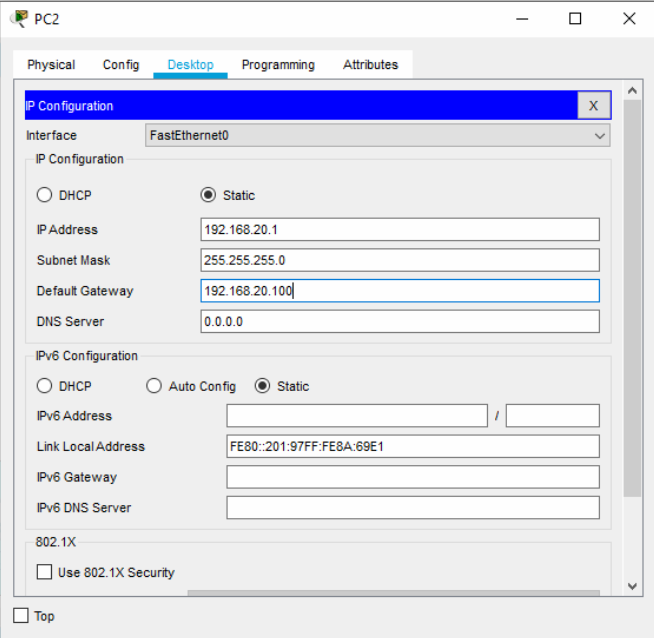 PC2
Physical Config Desktop Programming Attributes
IP Configuration X
Interface FastEthernet0
IP Configuration
DHCP Static
IP Address 192.168.20.1
Subnet Mask 255.255.255.0
Default Gateway 192.168.20.100
DNS Server 0.0.0.0
IPv6 Configuration
DHCP Auto Config Static
IPv6 Address /
Link Local Address FE80::201:97FF:FE8A:69E1
IPv6 Gateway
IPv6 DNS Server
802.1X
Use 802.1X Security
Top